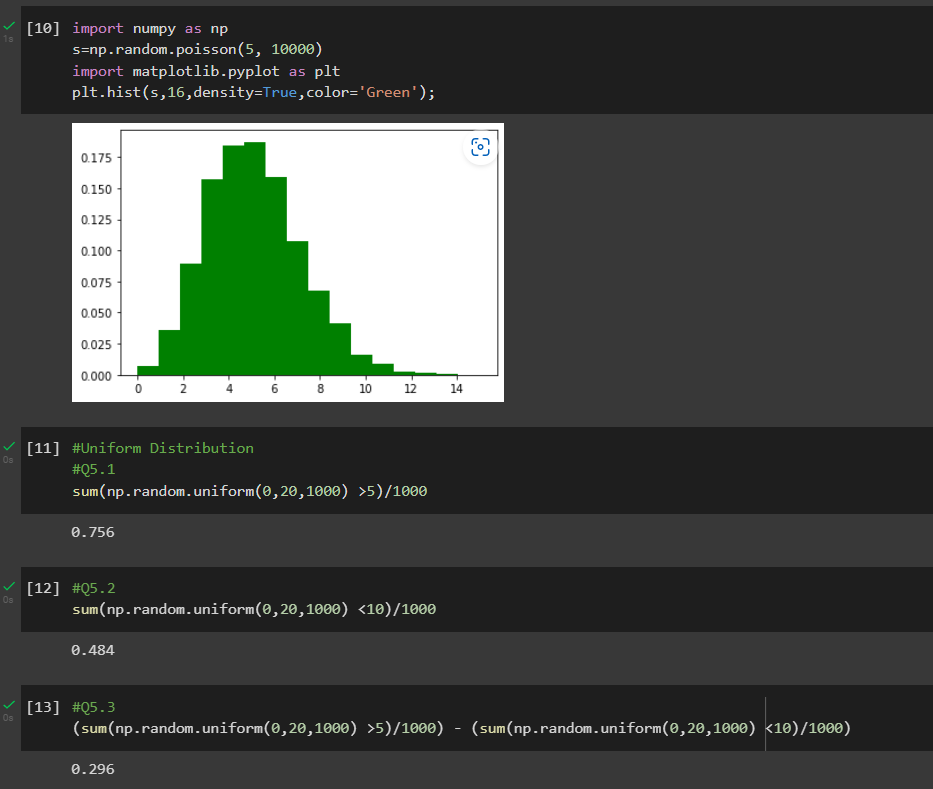 [10] import numpy as np
1s
s=np.random.poisson(5, 10000)
import matplotlib.pyplot as plt
plt.hist(s,16,density=True,color='Green');
0.175
0.150
0.125
0.100
0.075
0.050
0.025
0.000
0 2 4 6 8 10 12 14
[11] #Uniform Distribution
0s
#Q5.1
sum(np.random.uniform(0,20,1000) >5)/1000
0.756
[12] #Q5.2
0s
sum(np.random.uniform(0,20,1000) <10)/1000
0.484
[13] #Q5.3
0s
(sum(np.random.uniform(0,20,1000) >5)/1000) - (sum(np.random.uniform(0,20,1000) <10)/1000)
0.296